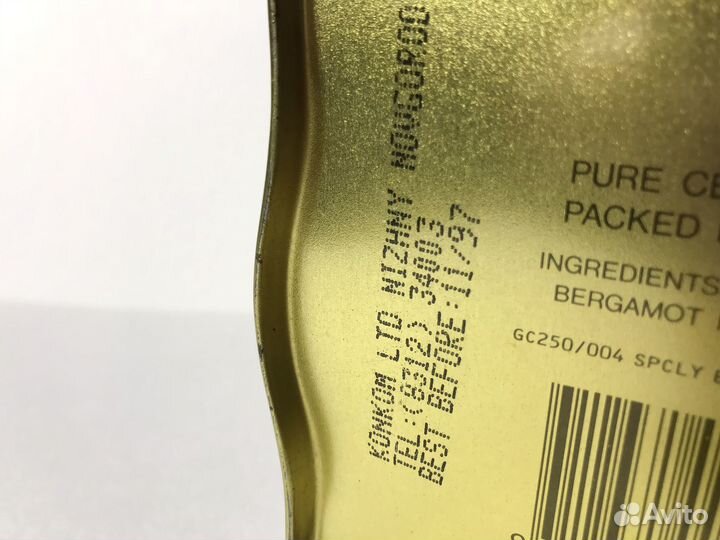 KONKOM LTD NIZHNY NOVGOROD
TEL:(8312) 34003
BEST BEFORE:11/97
PURE CE
PACKED
INGREDIENTS
BERGAMOT
GC250/004 SPCLY
Avito